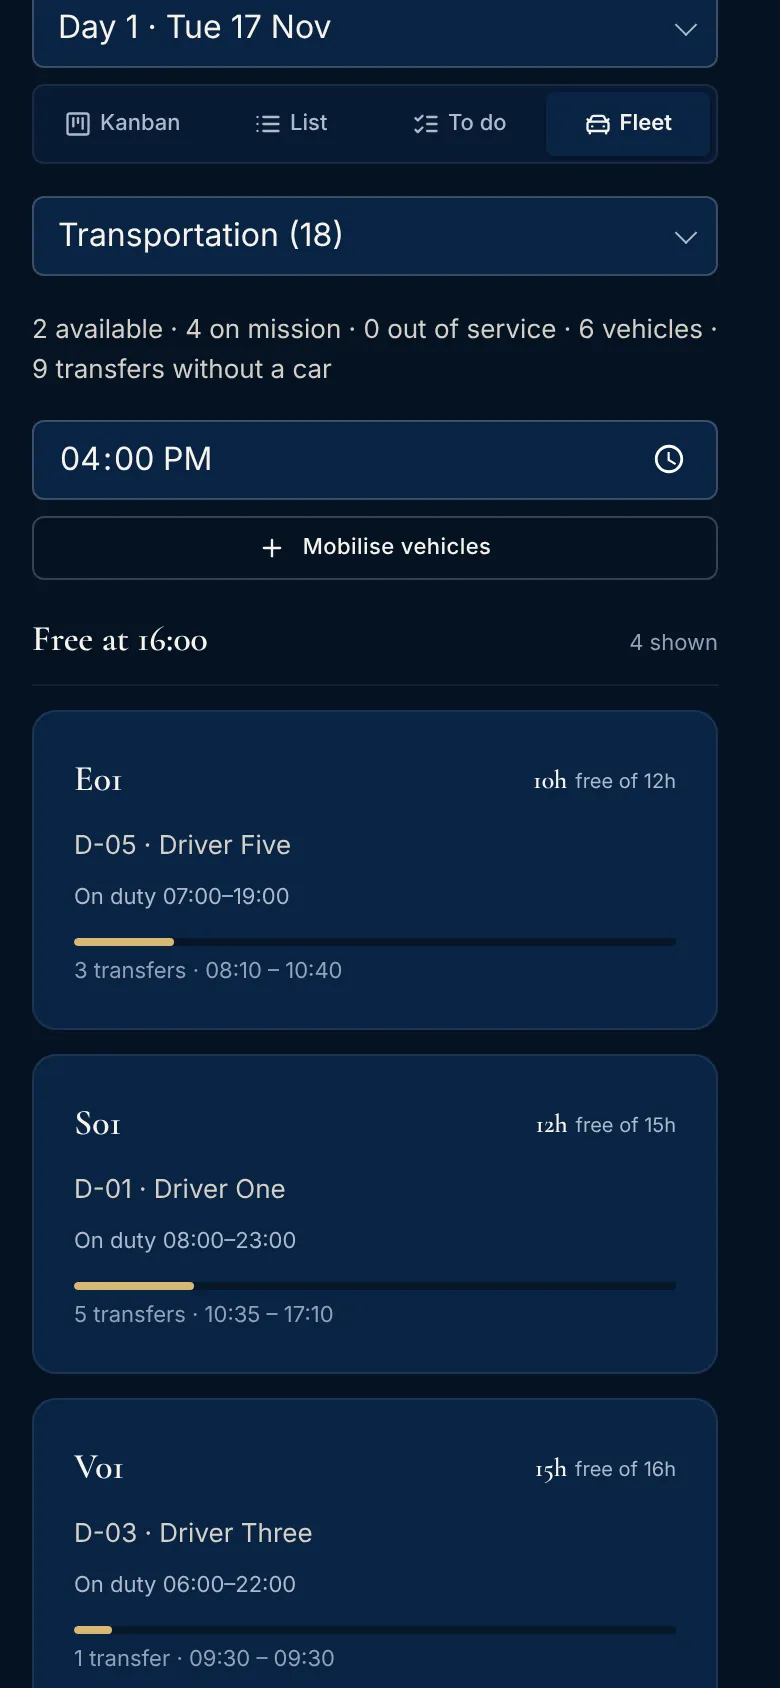 Day 1 · Tue 17 Nov
Kanban
List
To do
Fleet
Transportation (18)
2 available · 4 on mission · 0 out of service · 6 vehicles ·
9 transfers without a car
04:00 PM
+ Mobilise vehicles
Free at 16:00
4 shown
E01
10h free of 12h
D-05 · Driver Five
On duty 07:00–19:00
3 transfers · 08:10 – 10:40
S01
12h free of 15h
D-01 · Driver One
On duty 08:00–23:00
5 transfers · 10:35 – 17:10
V01
15h free of 16h
D-03 · Driver Three
On duty 06:00–22:00
1 transfer · 09:30 – 09:30